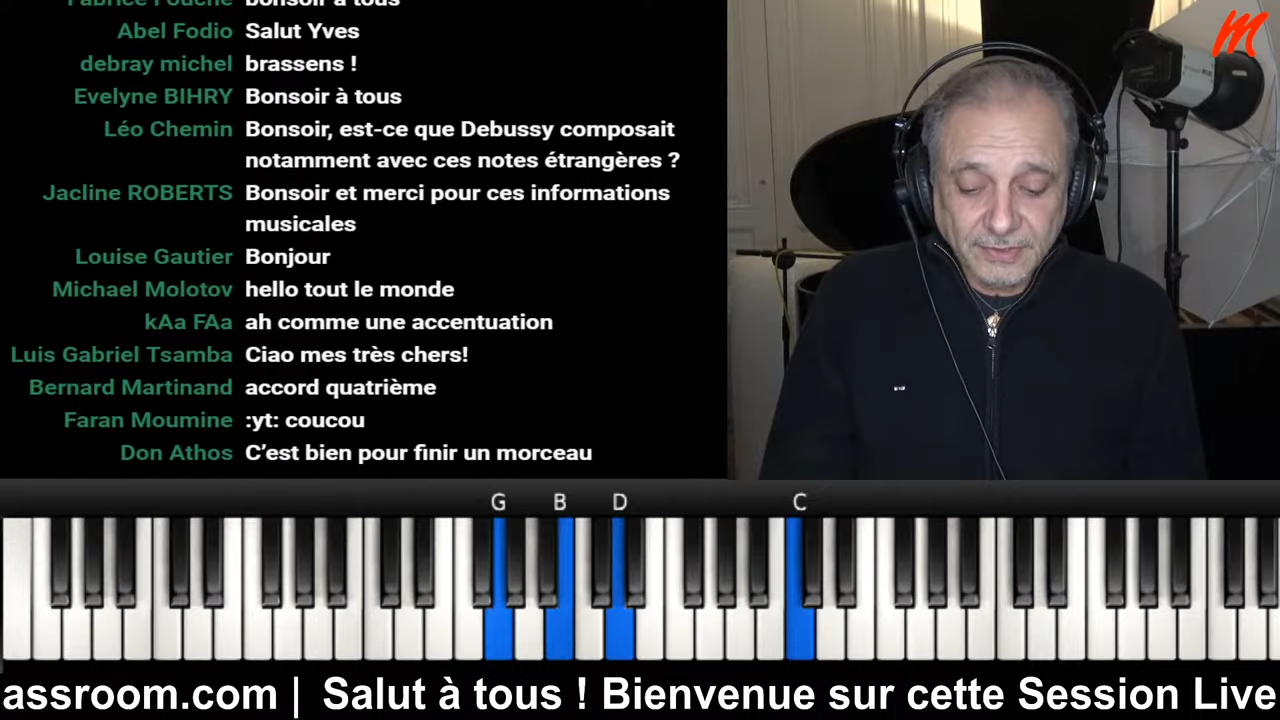 Fabrice Fouché bonsoir à tous
Abel Fodio Salut Yves
debray michel brassens !
Evelyne BIHRY Bonsoir à tous
Léo Chemin Bonsoir, est-ce que Debussy composait
notamment avec ces notes étrangères ?
Jacline ROBERTS Bonsoir et merci pour ces informations
musicales
Louise Gautier Bonjour
Michael Molotov hello tout le monde
kAa FAa ah comme une accentuation
Luis Gabriel Tsamba Ciao mes très chers!
Bernard Martinand accord quatrième
Faran Moumine :yt: coucou
Don Athos C’est bien pour finir un morceau
M
G B D C
assroom.com | Salut à tous ! Bienvenue sur cette Session Live